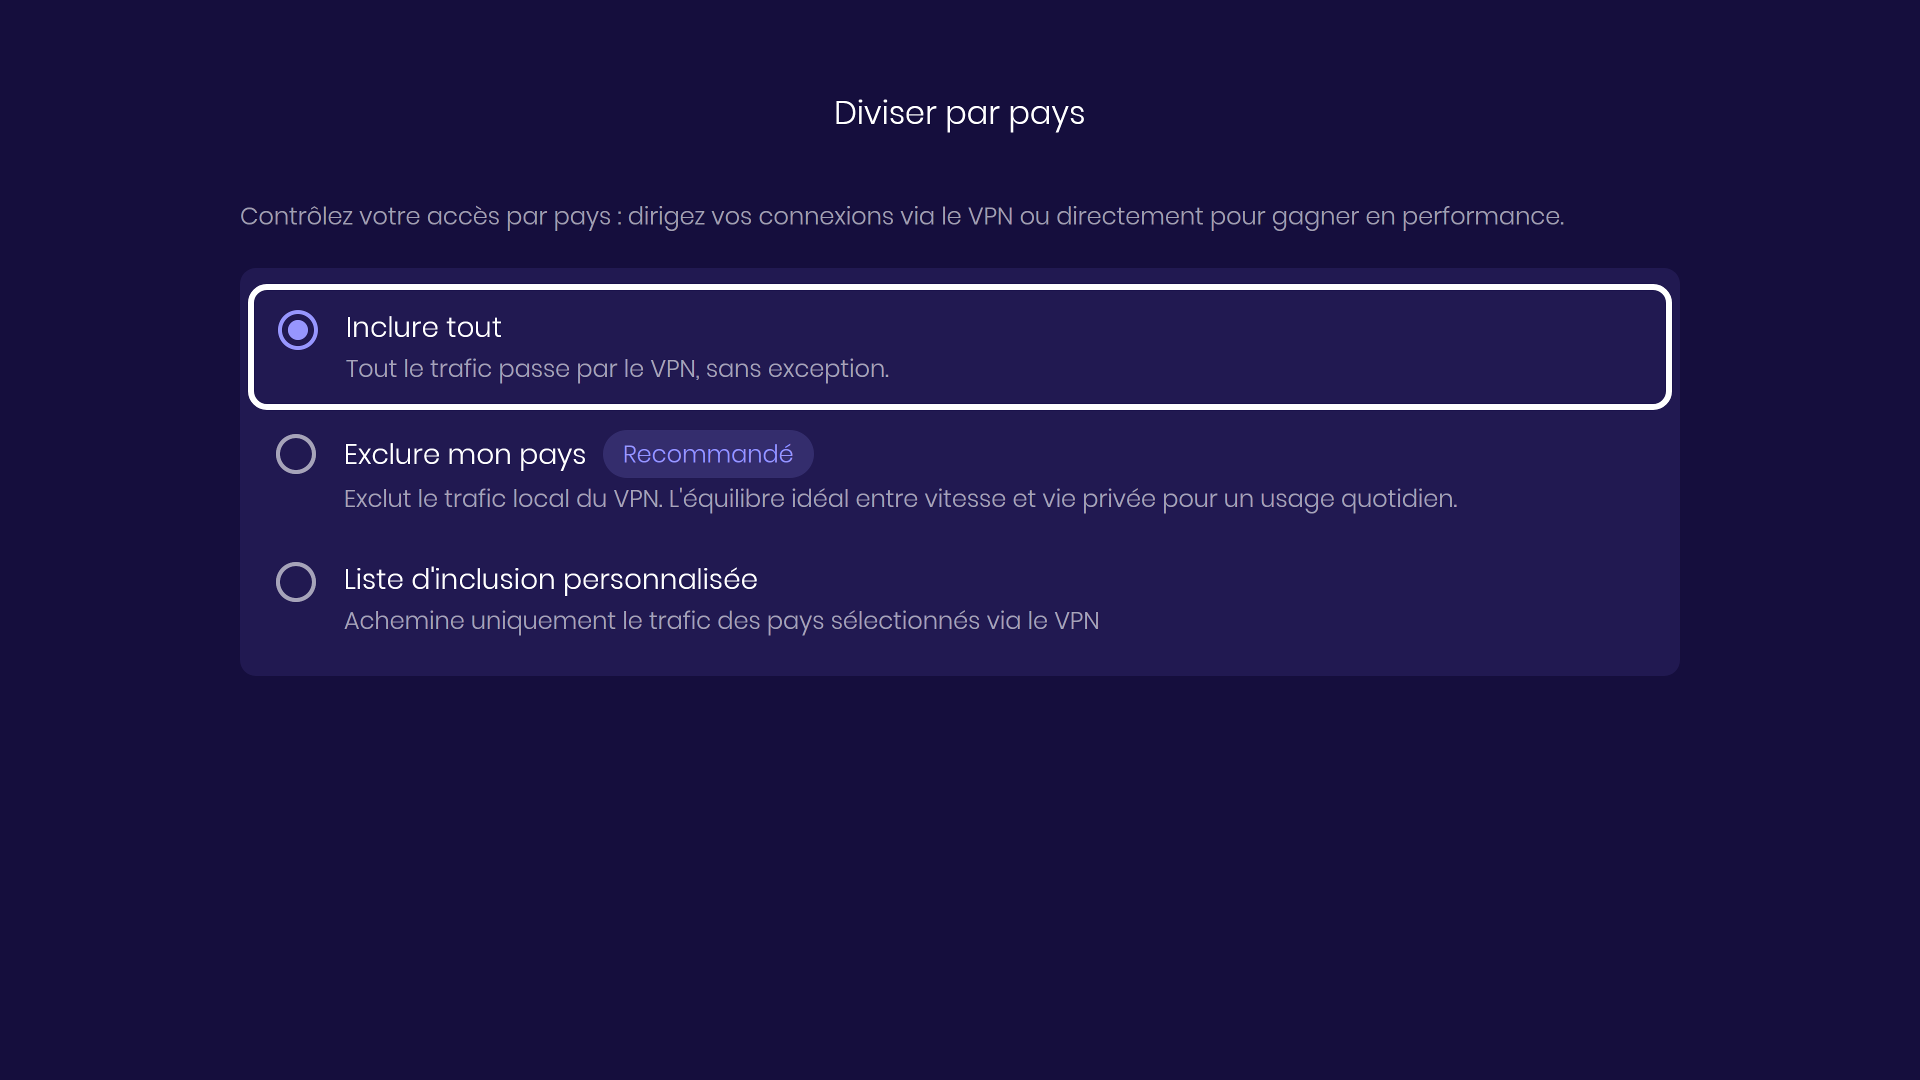 Diviser par pays
Contrôlez votre accès par pays : dirigez vos connexions via le VPN ou directement pour gagner en performance.
Inclure tout
Tout le trafic passe par le VPN, sans exception.
Exclure mon pays Recommandé
Exclut le trafic local du VPN. L'équilibre idéal entre vitesse et vie privée pour un usage quotidien.
Liste d'inclusion personnalisée
Achemine uniquement le trafic des pays sélectionnés via le VPN